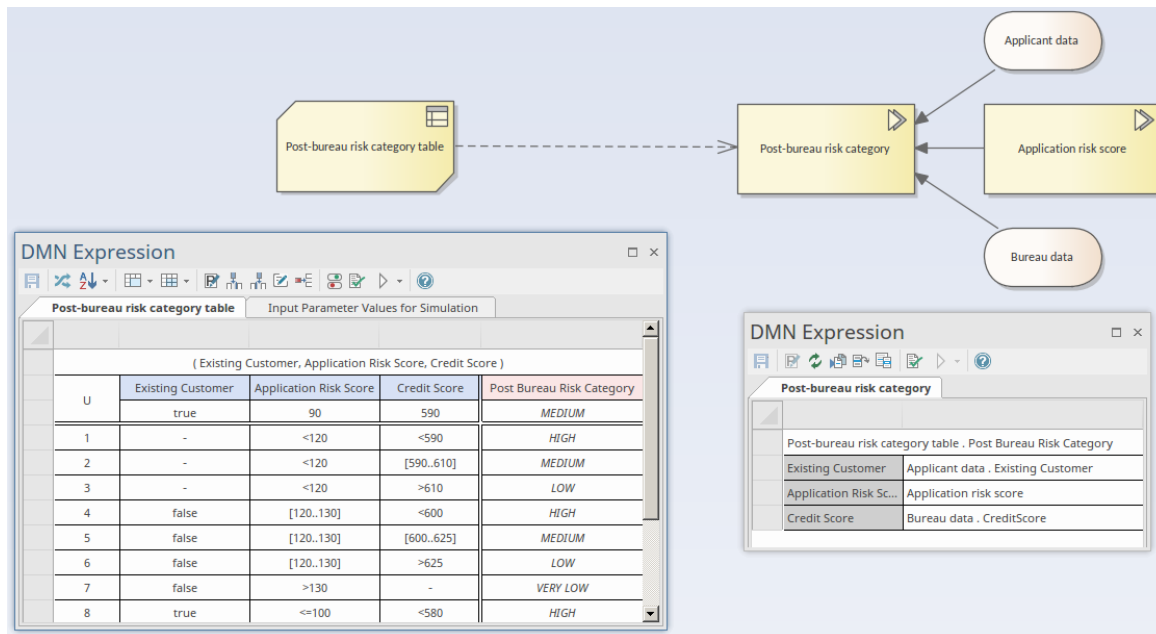 Applicant data
Post-bureau risk category table
Post-bureau risk category
Application risk score
Bureau data
DMN Expression
Post-bureau risk category table Input Parameter Values for Simulation
( Existing Customer, Application Risk Score, Credit Score )
U Existing Customer Application Risk Score Credit Score Post Bureau Risk Category
true 90 590 MEDIUM
1 - <120 <590 HIGH
2 - <120 [590..610] MEDIUM
3 - <120 >610 LOW
4 false [120..130] <600 HIGH
5 false [120..130] [600..625] MEDIUM
6 false [120..130] >625 LOW
7 false >130 - VERY LOW
8 true <=100 <580 HIGH
DMN Expression
Post-bureau risk category
Post-bureau risk category table . Post Bureau Risk Category
Existing Customer Applicant data . Existing Customer
Application Risk Sc... Application risk score
Credit Score Bureau data . CreditScore